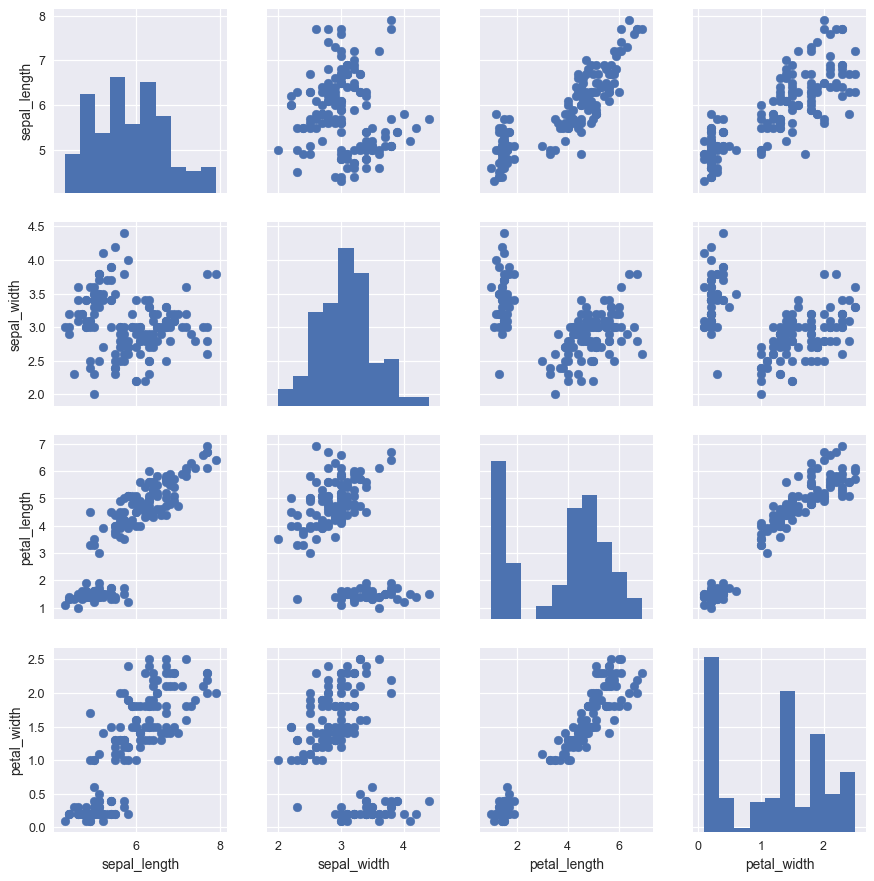 8
7
6
5
sepal_length
4.5
4.0
3.5
3.0
2.5
2.0
sepal_width
7
6
5
4
3
2
1
petal_length
2.5
2.0
1.5
1.0
0.5
0.0
petal_width
6 8
sepal_length
2 3 4
sepal_width
2 4 6
petal_length
0 1 2
petal_width